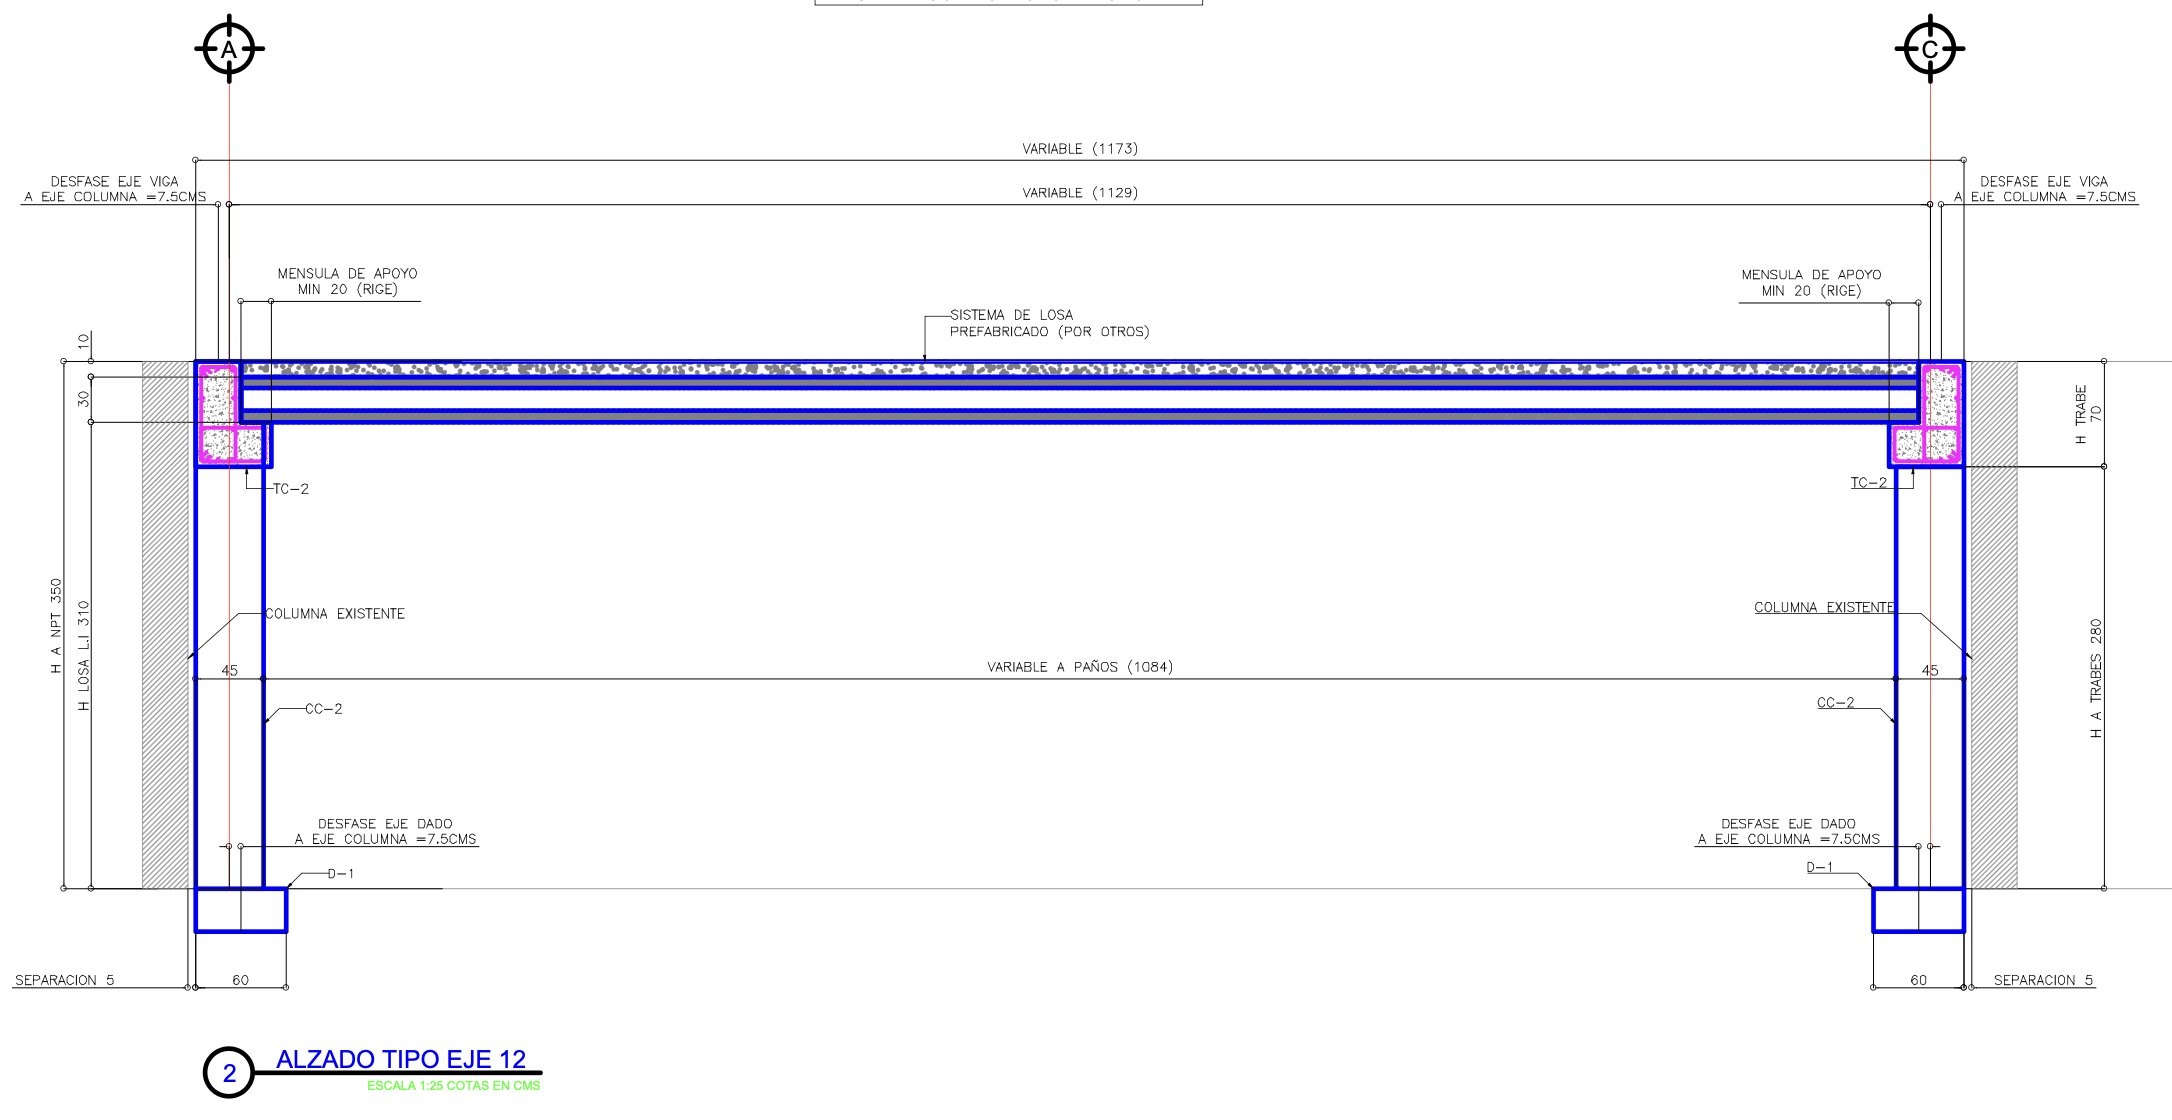 A
C
VARIABLE (1173)
DESFASE EJE VIGA
A EJE COLUMNA =7.5CMS
VARIABLE (1129)
DESFASE EJE VIGA
A EJE COLUMNA =7.5CMS
MENSULA DE APOYO
MIN 20 (RIGE)
MENSULA DE APOYO
MIN 20 (RIGE)
SISTEMA DE LOSA
PREFABRICADO (POR OTROS)
10
30
H TRABE
70
TC-2
TC-2
H A NPT 350
H LOSA L.I 310
COLUMNA EXISTENTE
COLUMNA EXISTENTE
H A TRABES 280
45
VARIABLE A PAÑOS (1084)
45
CC-2
CC-2
DESFASE EJE DADO
A EJE COLUMNA =7.5CMS
DESFASE EJE DADO
A EJE COLUMNA =7.5CMS
D-1
D-1
SEPARACION 5
60
60
SEPARACION 5
2
ALZADO TIPO EJE 12
ESCALA 1:25 COTAS EN CMS